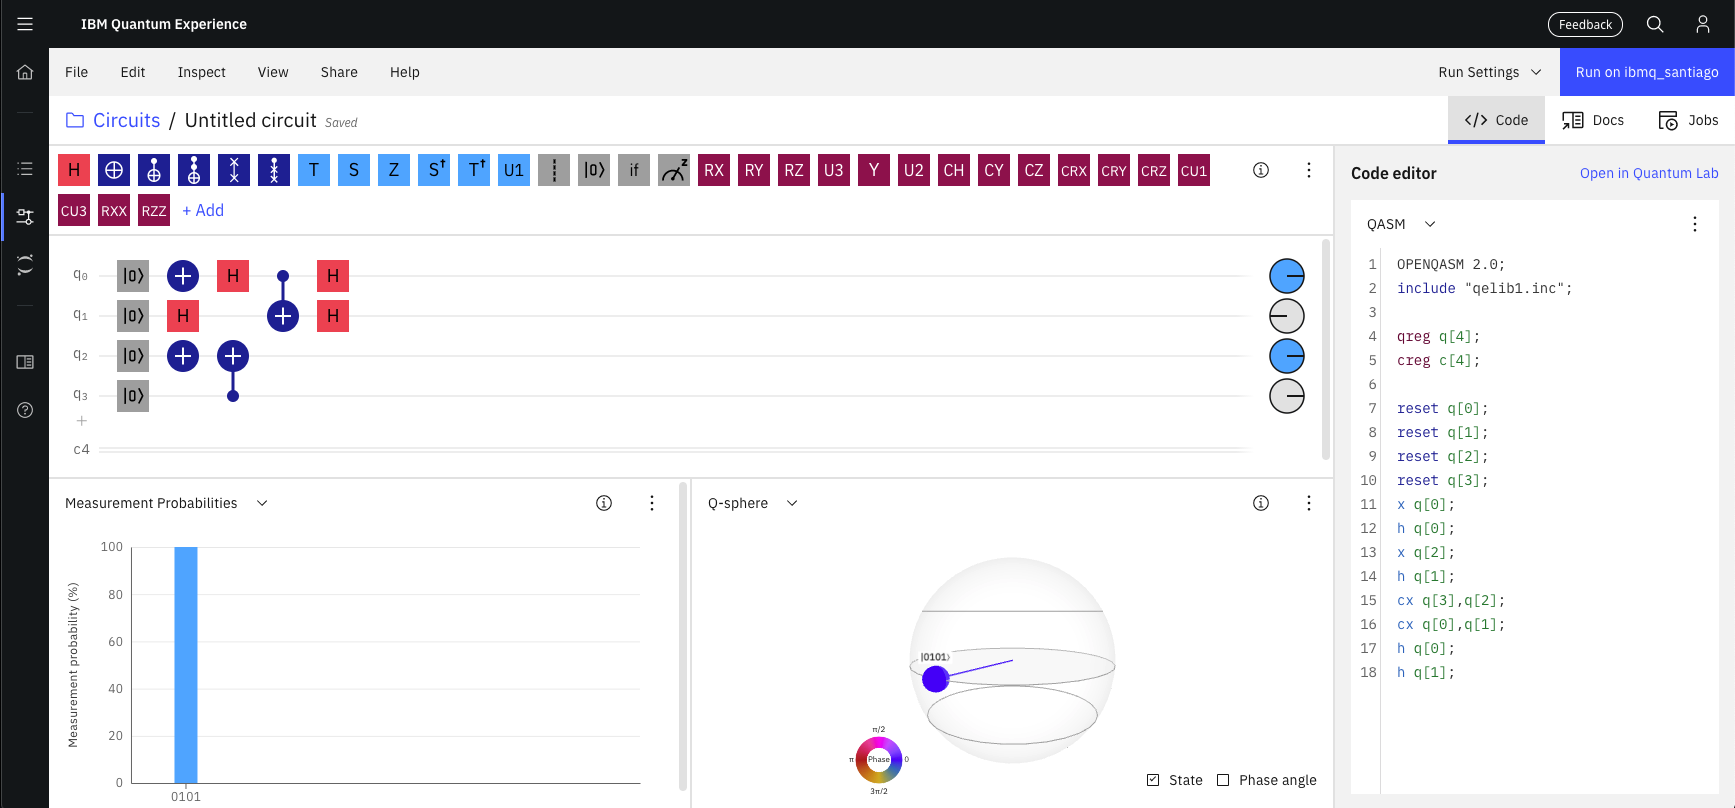 IBM Quantum Experience
Feedback
File Edit Inspect View Share Help
Run Settings
Run on ibmq_santiago
Circuits / Untitled circuit Saved
Code Docs Jobs
H T S Z S† T† U1 |0⟩ if z RX RY RZ U3 Y U2 CH CY CZ CRX CRY CRZ CU1
CU3 RXX RZZ + Add
q0 |0⟩ H H
q1 |0⟩ H H
q2 |0⟩
q3 |0⟩
+
c4
Measurement Probabilities
Measurement probability (%)
100
80
60
40
20
0
0101
Q-sphere
|0101⟩
π/2
π Phase 0
3π/2
State Phase angle
Code editor
Open in Quantum Lab
QASM
1 OPENQASM 2.0;
2 include "qelib1.inc";
3
4 qreg q[4];
5 creg c[4];
6
7 reset q[0];
8 reset q[1];
9 reset q[2];
10 reset q[3];
11 x q[0];
12 h q[0];
13 x q[2];
14 h q[1];
15 cx q[3],q[2];
16 cx q[0],q[1];
17 h q[0];
18 h q[1];